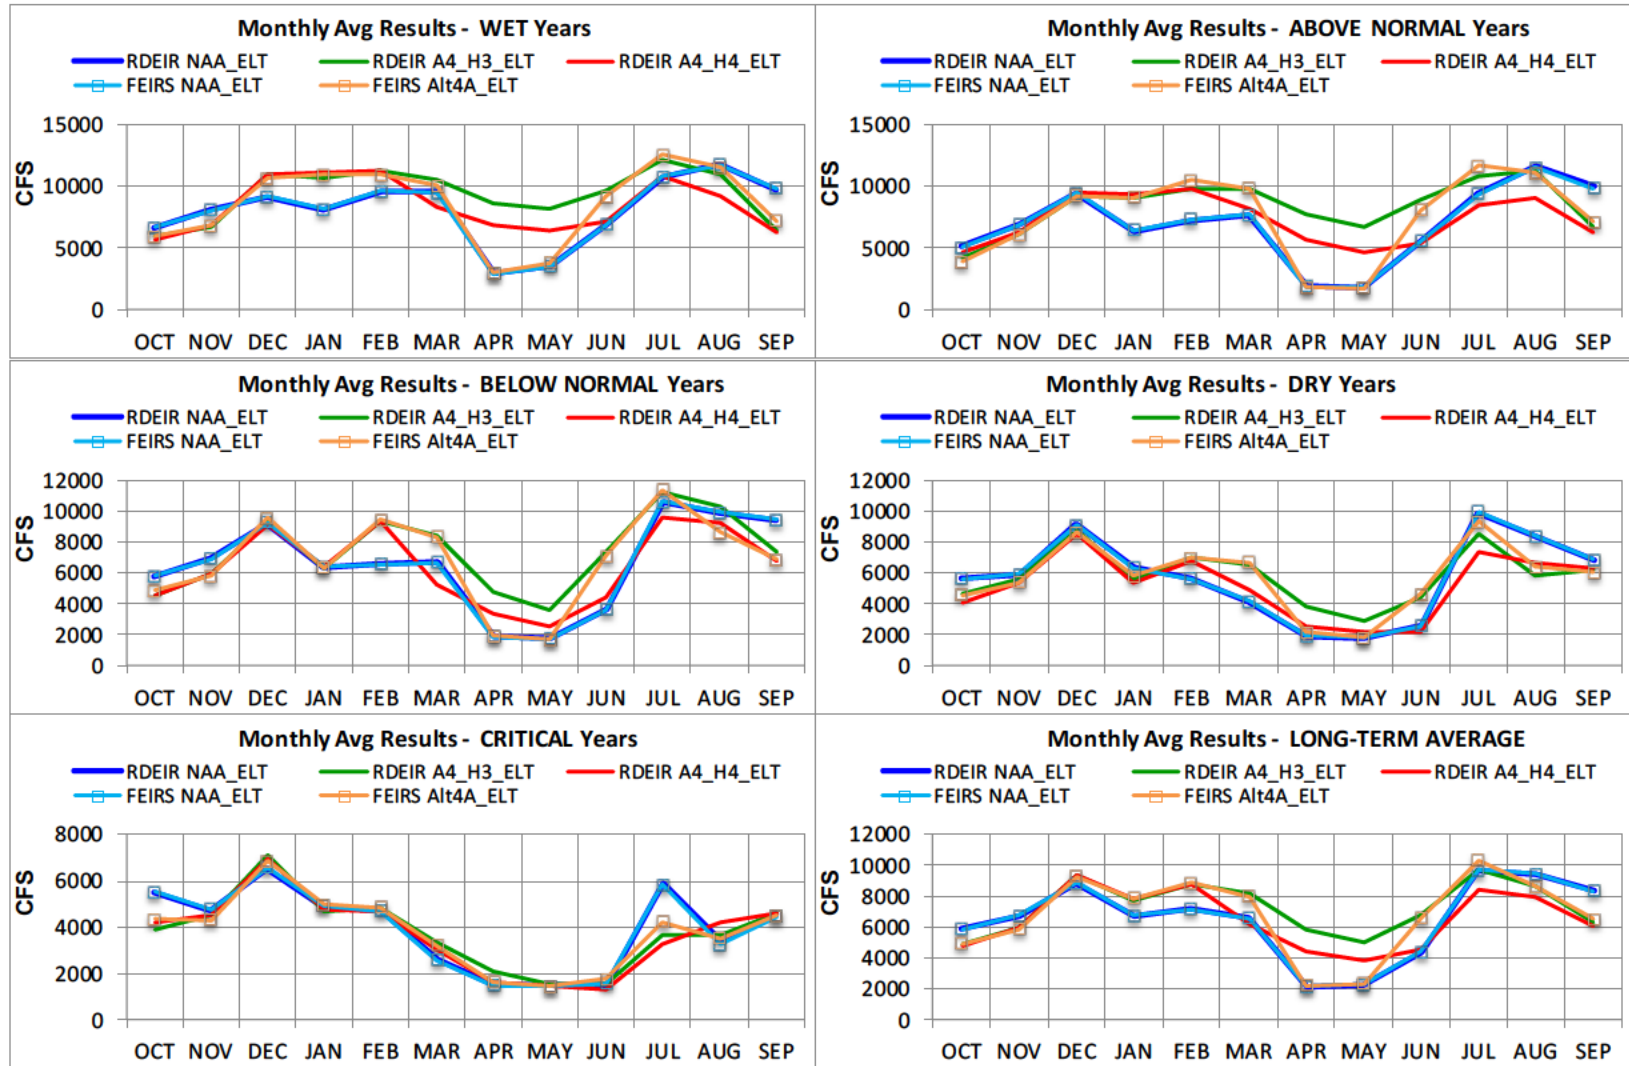 Monthly Avg Results - WET Years
RDEIR NAA_ELT RDEIR A4_H3_ELT RDEIR A4_H4_ELT
FEIRS NAA_ELT FEIRS Alt4A_ELT
15000
10000
5000
0
CFS
OCT NOV DEC JAN FEB MAR APR MAY JUN JUL AUG SEP
Monthly Avg Results - ABOVE NORMAL Years
RDEIR NAA_ELT RDEIR A4_H3_ELT RDEIR A4_H4_ELT
FEIRS NAA_ELT FEIRS Alt4A_ELT
15000
10000
5000
0
CFS
OCT NOV DEC JAN FEB MAR APR MAY JUN JUL AUG SEP
Monthly Avg Results - BELOW NORMAL Years
RDEIR NAA_ELT RDEIR A4_H3_ELT RDEIR A4_H4_ELT
FEIRS NAA_ELT FEIRS Alt4A_ELT
12000
10000
8000
6000
4000
2000
0
CFS
OCT NOV DEC JAN FEB MAR APR MAY JUN JUL AUG SEP
Monthly Avg Results - DRY Years
RDEIR NAA_ELT RDEIR A4_H3_ELT RDEIR A4_H4_ELT
FEIRS NAA_ELT FEIRS Alt4A_ELT
12000
10000
8000
6000
4000
2000
0
CFS
OCT NOV DEC JAN FEB MAR APR MAY JUN JUL AUG SEP
Monthly Avg Results - CRITICAL Years
RDEIR NAA_ELT RDEIR A4_H3_ELT RDEIR A4_H4_ELT
FEIRS NAA_ELT FEIRS Alt4A_ELT
8000
6000
4000
2000
0
CFS
OCT NOV DEC JAN FEB MAR APR MAY JUN JUL AUG SEP
Monthly Avg Results - LONG-TERM AVERAGE
RDEIR NAA_ELT RDEIR A4_H3_ELT RDEIR A4_H4_ELT
FEIRS NAA_ELT FEIRS Alt4A_ELT
12000
10000
8000
6000
4000
2000
0
CFS
OCT NOV DEC JAN FEB MAR APR MAY JUN JUL AUG SEP